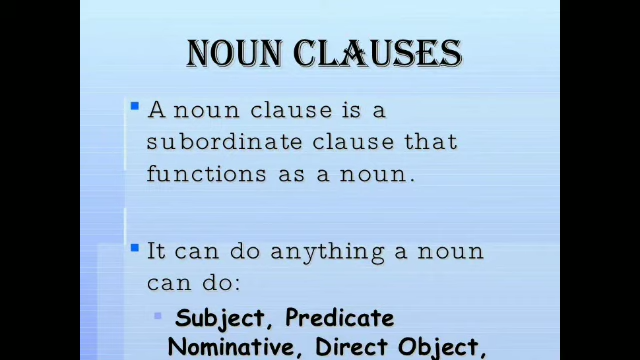 NOUN CLAUSES
A noun clause is a
subordinate clause that
functions as a noun.
It can do anything a noun
can do:
Subject, Predicate
Nominative, Direct Object,